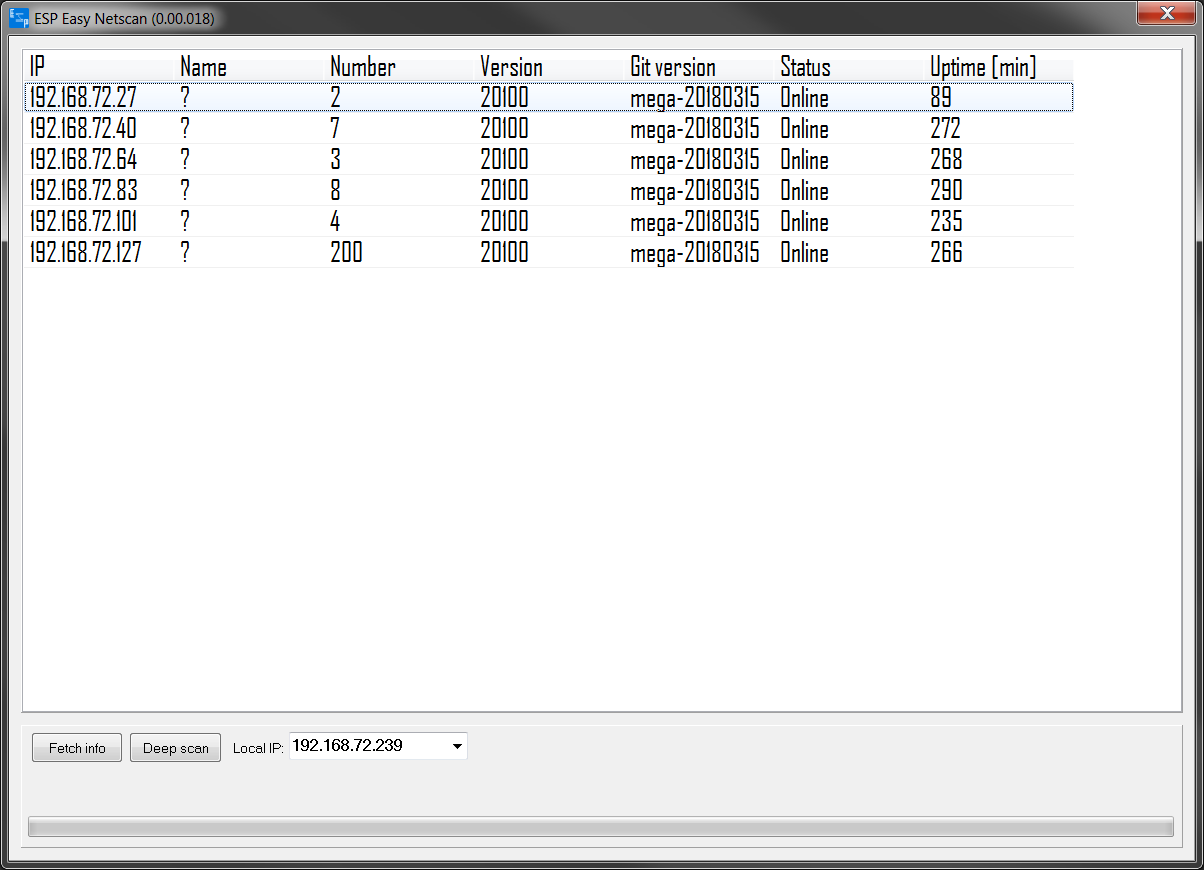 ESP Easy Netscan (0.00.018)
IP Name Number Version Git version Status Uptime [min]
192.168.72.27 ? 2 20100 mega-20180315 Online 89
192.168.72.40 ? 7 20100 mega-20180315 Online 272
192.168.72.64 ? 3 20100 mega-20180315 Online 268
192.168.72.83 ? 8 20100 mega-20180315 Online 290
192.168.72.101 ? 4 20100 mega-20180315 Online 235
192.168.72.127 ? 200 20100 mega-20180315 Online 266
Fetch info Deep scan Local IP: 192.168.72.239